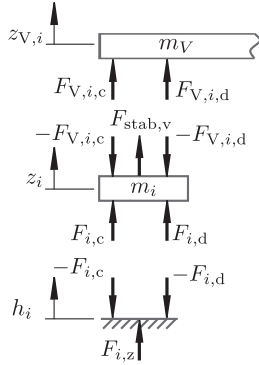 z_{V,i}
m_V
F_{V,i,c} F_{V,i,d}
F_{stab,v}
-F_{V,i,c} -F_{V,i,d}
z_i
m_i
F_{i,c} F_{i,d}
-F_{i,c} -F_{i,d}
h_i
F_{i,z}